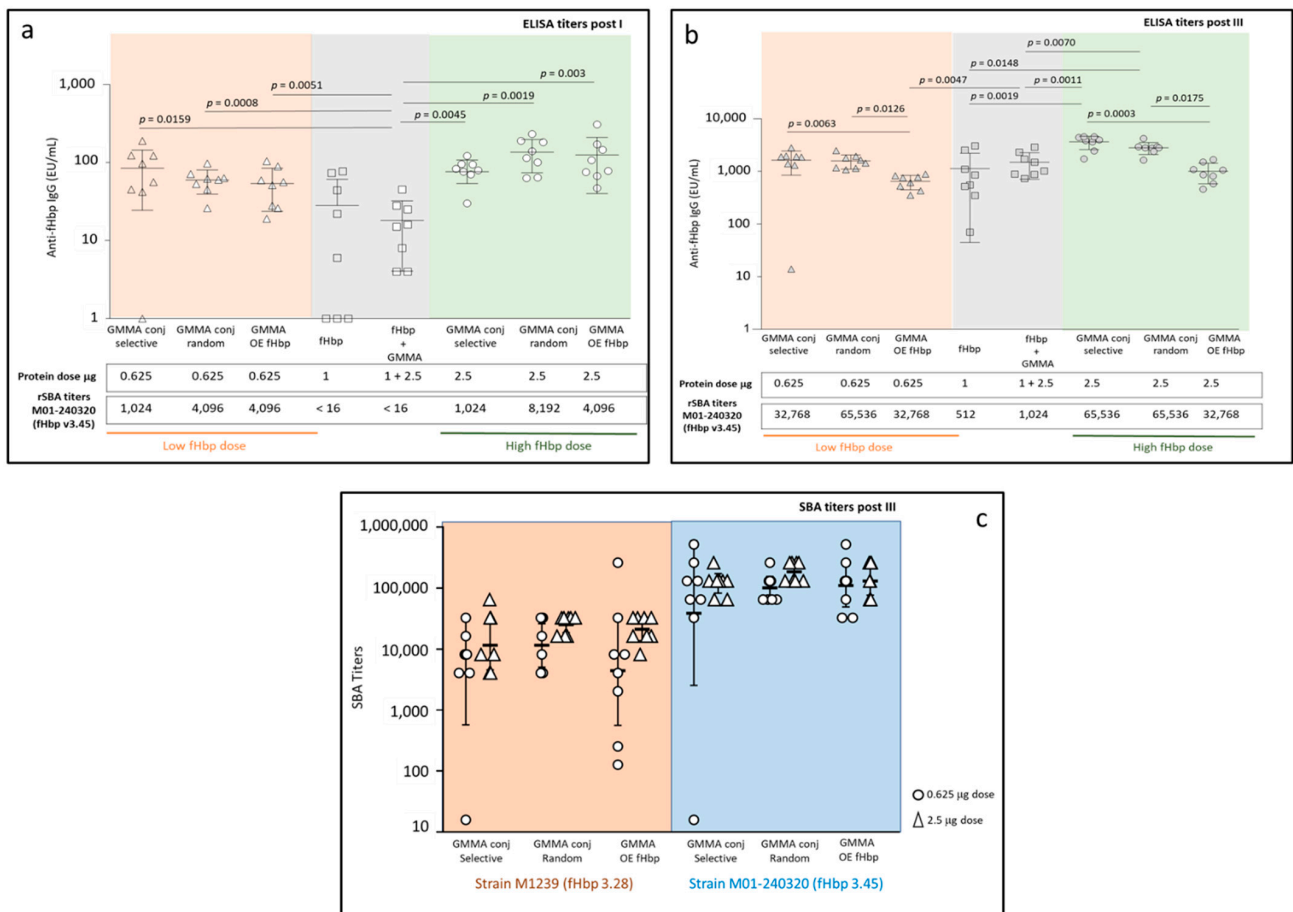 a
ELISA titers post I
Anti-fHbp IgG (EU/mL)
1,000
100
10
1
p = 0.0159
p = 0.0008
p = 0.0051
p = 0.0045
p = 0.0019
p = 0.003
GMMA conj selective
GMMA conj random
GMMA OE fHbp
fHbp
fHbp + GMMA
GMMA conj selective
GMMA conj random
GMMA OE fHbp
Protein dose µg 0.625 0.625 0.625 1 1 + 2.5 2.5 2.5 2.5
rSBA titers
M01-240320
(fHbp v3.45)
1,024 4,096 4,096 < 16 < 16 1,024 8,192 4,096
Low fHbp dose
High fHbp dose
b
ELISA titers post III
Anti-fHbp IgG (EU/mL)
10,000
1,000
100
10
1
p = 0.0063
p = 0.0126
p = 0.0047
p = 0.0019
p = 0.0148
p = 0.0070
p = 0.0011
p = 0.0003
p = 0.0175
GMMA conj selective
GMMA conj random
GMMA OE fHbp
fHbp
fHbp + GMMA
GMMA conj selective
GMMA conj random
GMMA OE fHbp
Protein dose µg 0.625 0.625 0.625 1 1 + 2.5 2.5 2.5 2.5
rSBA titers
M01-240320
(fHbp v3.45)
32,768 65,536 32,768 512 1,024 65,536 65,536 32,768
Low fHbp dose
High fHbp dose
SBA titers post III
c
SBA Titers
1,000,000
100,000
10,000
1,000
100
10
GMMA conj Selective
GMMA conj Random
GMMA OE fHbp
GMMA conj Selective
GMMA conj Random
GMMA OE fHbp
Strain M1239 (fHbp 3.28)
Strain M01-240320 (fHbp 3.45)
0.625 µg dose
2.5 µg dose